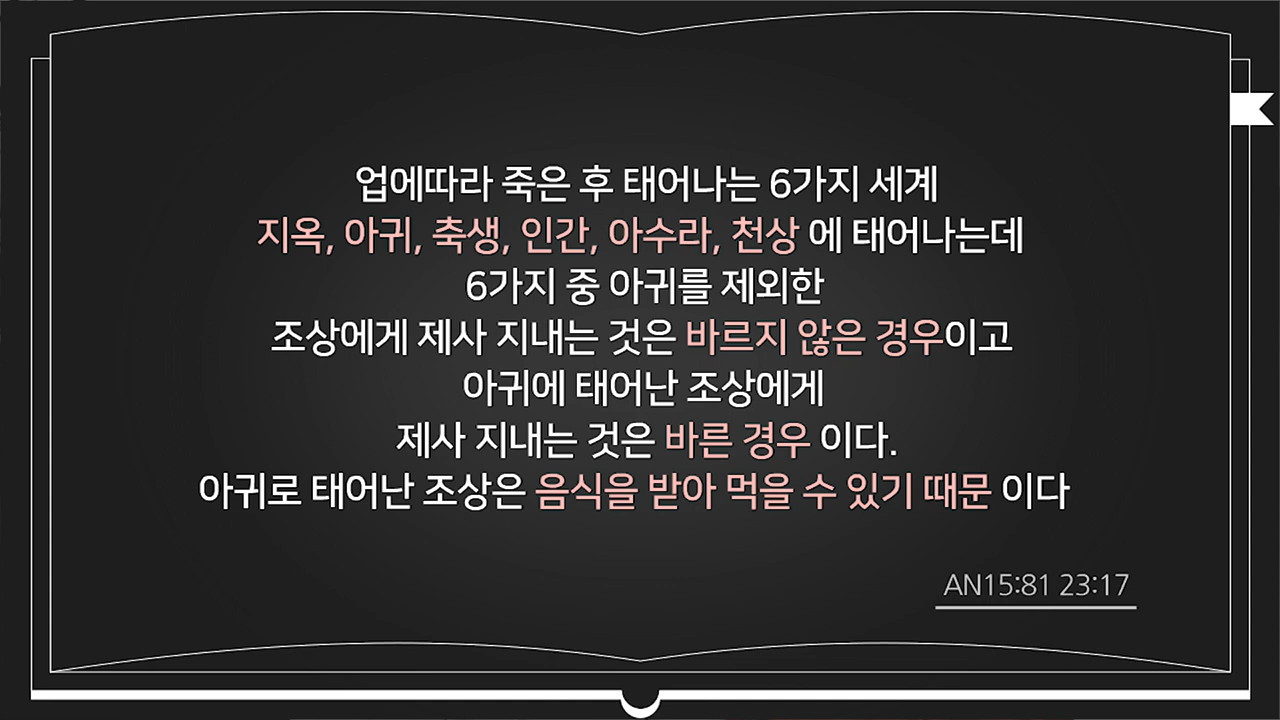 업에따라 죽은 후 태어나는 6가지 세계
지옥, 아귀, 축생, 인간, 아수라, 천상 에 태어나는데
6가지 중 아귀를 제외한
조상에게 제사 지내는 것은 바르지 않은 경우이고
아귀에 태어난 조상에게
제사 지내는 것은 바른 경우 이다.
아귀로 태어난 조상은 음식을 받아 먹을 수 있기 때문 이다
AN15:81 23:17